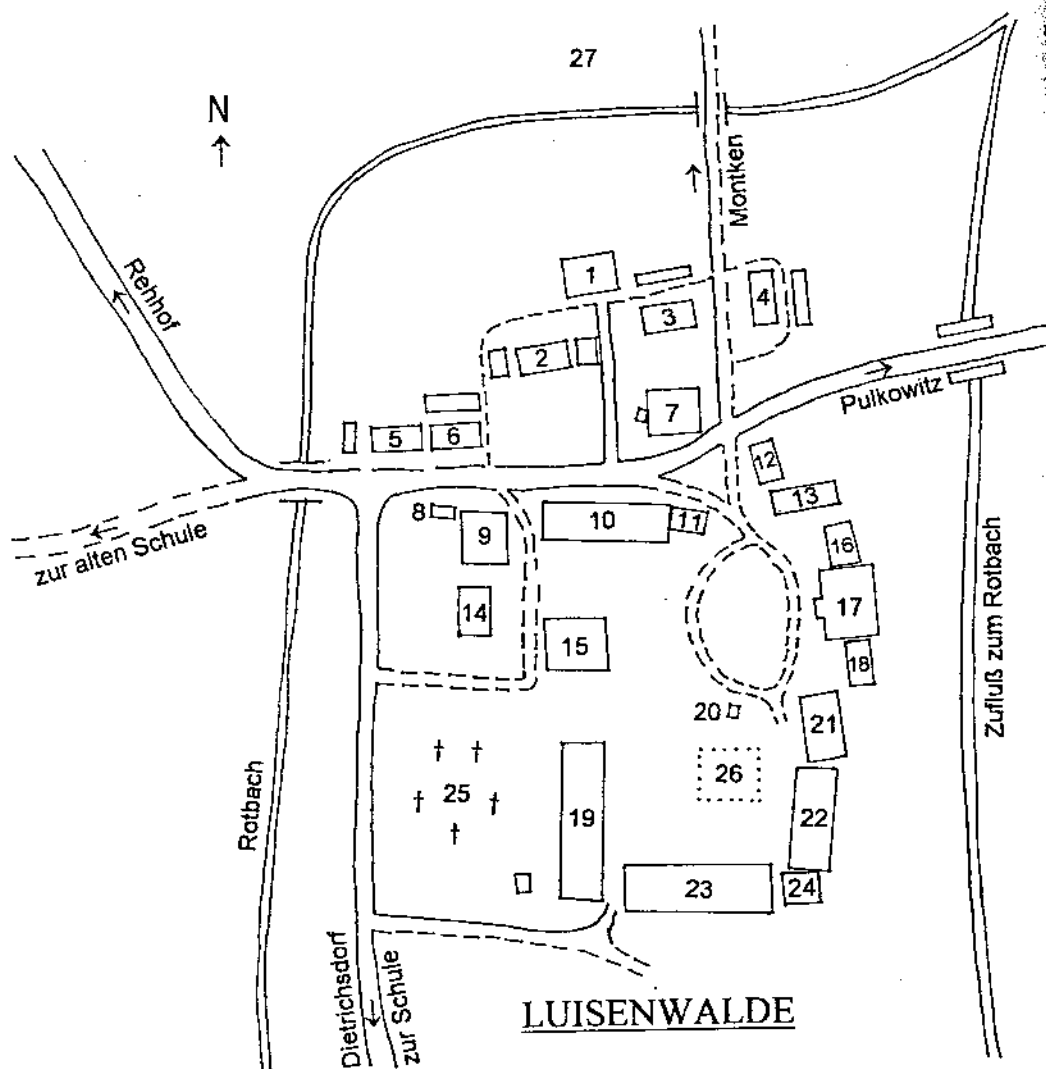 27
N
Montken
Rehhof
1
4
3
2
Pulkowitz
7
5
6
12
13
8
10
11
9
16
zur alten Schule
14
17
15
18
Zufluß zum Rotbach
20
21
26
25
Rotbach
19
22
23
24
Dietrichsdorf
zur Schule
LUISENWALDE